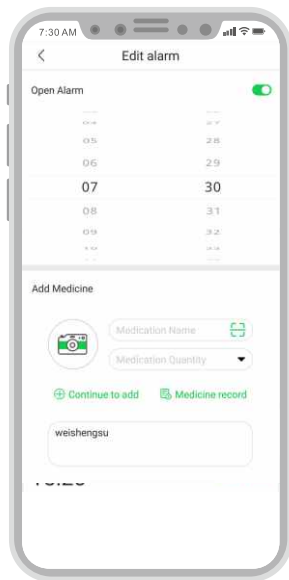 7:30 AM
Edit alarm
Open Alarm
05 28
06 29
07 30
08 31
09 32
Add Medicine
Medication Name
Medication Quantity
Continue to add Medicine record
weishengsu